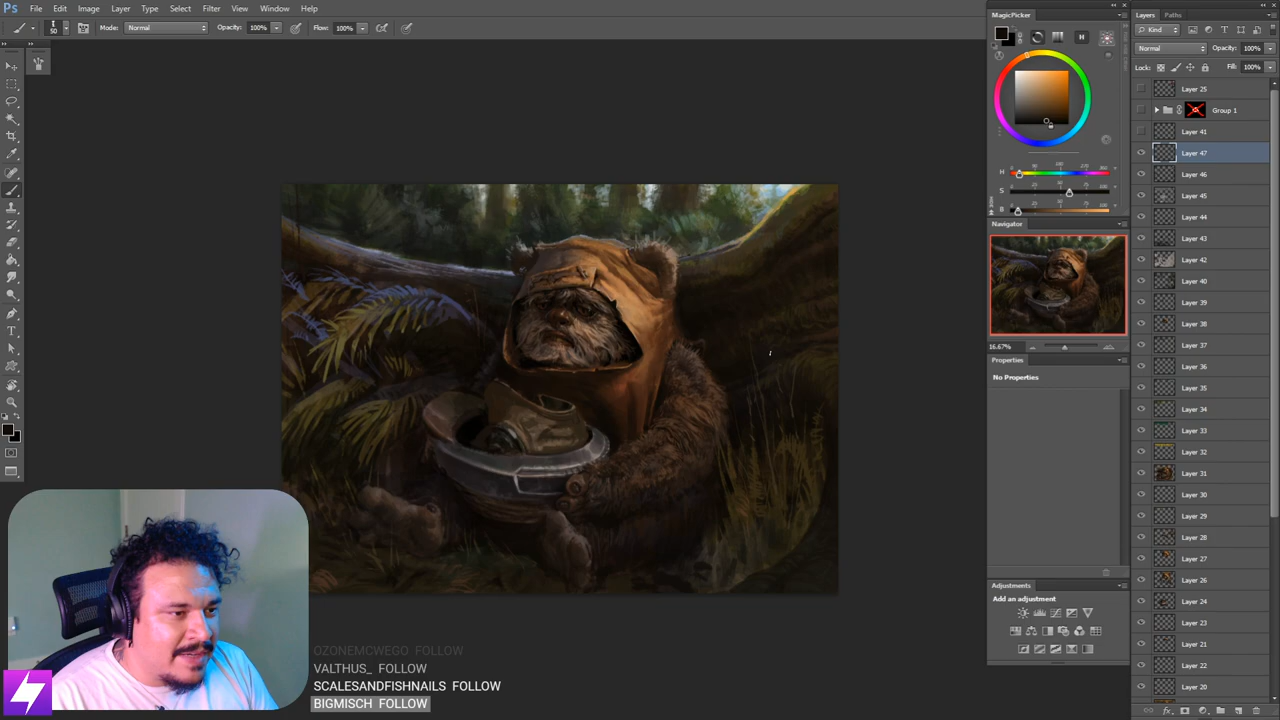 Ps File Edit Image Layer Type Select Filter View Window Help
50 Mode: Normal Opacity: 100% Flow: 100%
MagicPicker
H
H
S
B
Navigator
16.67%
Properties
No Properties
Adjustments
Add an adjustment
Layers Paths
Kind
Normal Opacity: 100%
Lock: Fill: 100%
Layer 25
Group 1
Layer 41
Layer 47
Layer 46
Layer 45
Layer 44
Layer 43
Layer 42
Layer 40
Layer 39
Layer 38
Layer 37
Layer 36
Layer 35
Layer 34
Layer 33
Layer 32
Layer 31
Layer 30
Layer 29
Layer 28
Layer 27
Layer 26
Layer 24
Layer 23
Layer 21
Layer 22
Layer 20
OZONEMCWEGO FOLLOW
VALTHUS_ FOLLOW
SCALESANDFISHNAILS FOLLOW
BIGMISCH FOLLOW